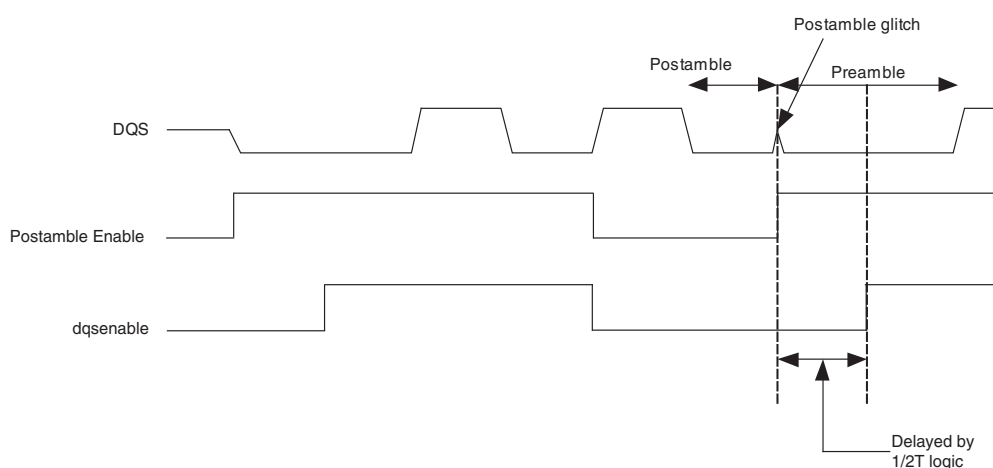 Postamble glitch
Postamble
Preamble
DQS
Postamble Enable
dqsenable
Delayed by
1/2T logic